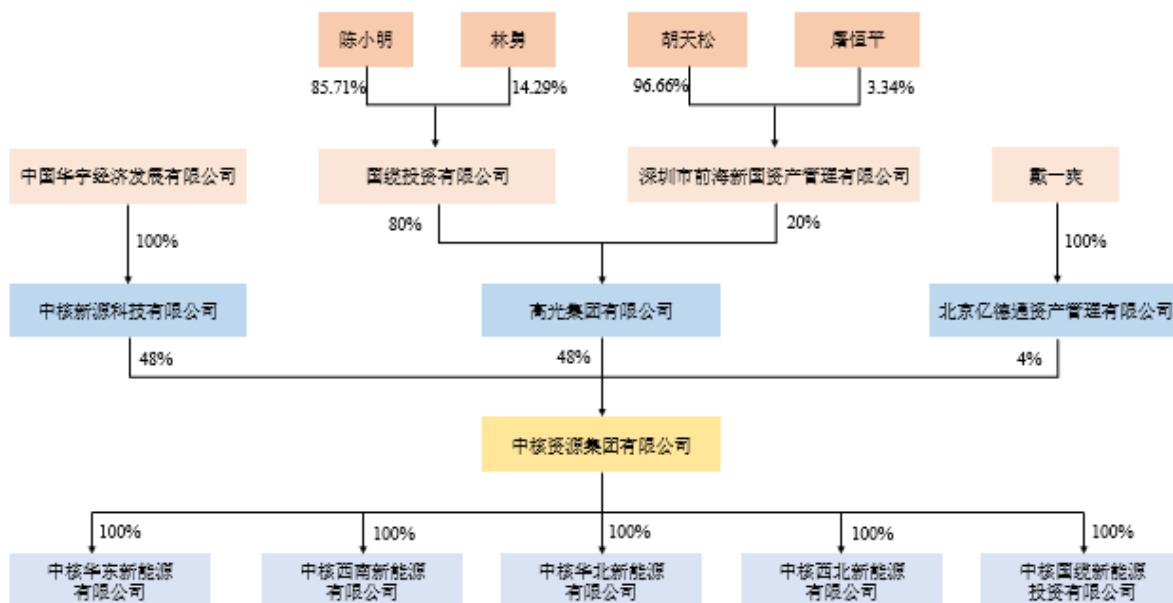 陈小明
林勇
胡天松
屠恒平
85.71%
14.29%
96.66%
3.34%
中国华宇经济发展有限公司
国缆投资有限公司
深圳市前海新国资产管理有限公司
戴一爽
100%
80%
20%
100%
中核新源科技有限公司
高光集团有限公司
北京亿德通资产管理有限公司
48%
48%
4%
中核资源集团有限公司
100%
100%
100%
100%
100%
中核华东新能源
有限公司
中核西南新能源
有限公司
中核华北新能源
有限公司
中核西北新能源
有限公司
中核国缆新能源
投资有限公司